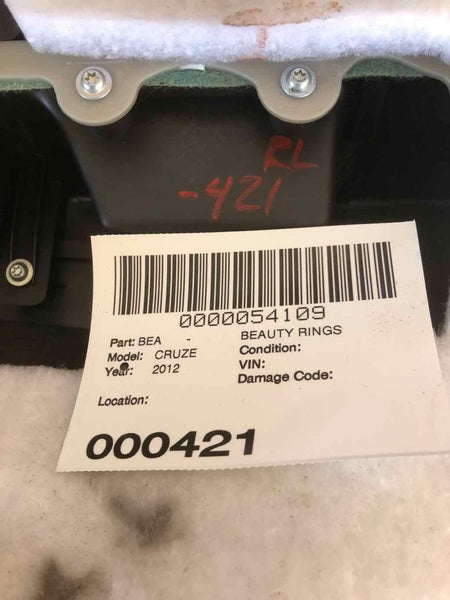 RL
-421
0000054109
Part: BEA - BEAUTY RINGS
Model: CRUZE Condition:
Year: 2012 VIN:
Damage Code:
Location:
000421